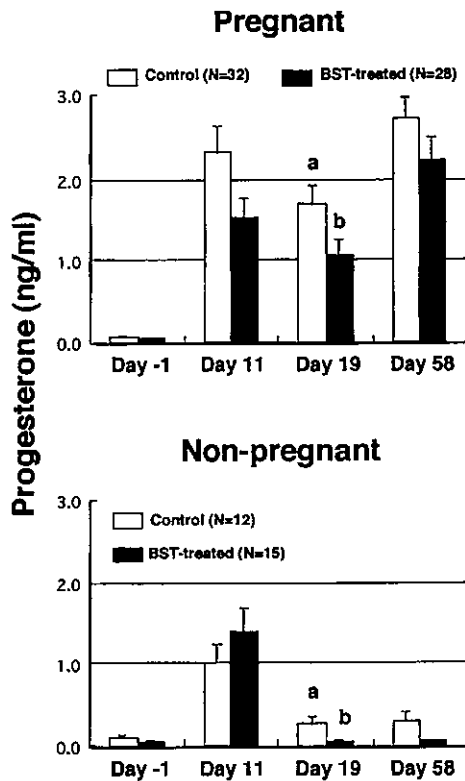 Pregnant
Control (N=32) BST-treated (N=28)
3.0
a
2.0
b
1.0
0.0
Day -1 Day 11 Day 19 Day 58
Progesterone (ng/ml)
Non-pregnant
3.0
Control (N=12)
BST-treated (N=15)
2.0
1.0
a
b
0.0
Day -1 Day 11 Day 19 Day 58